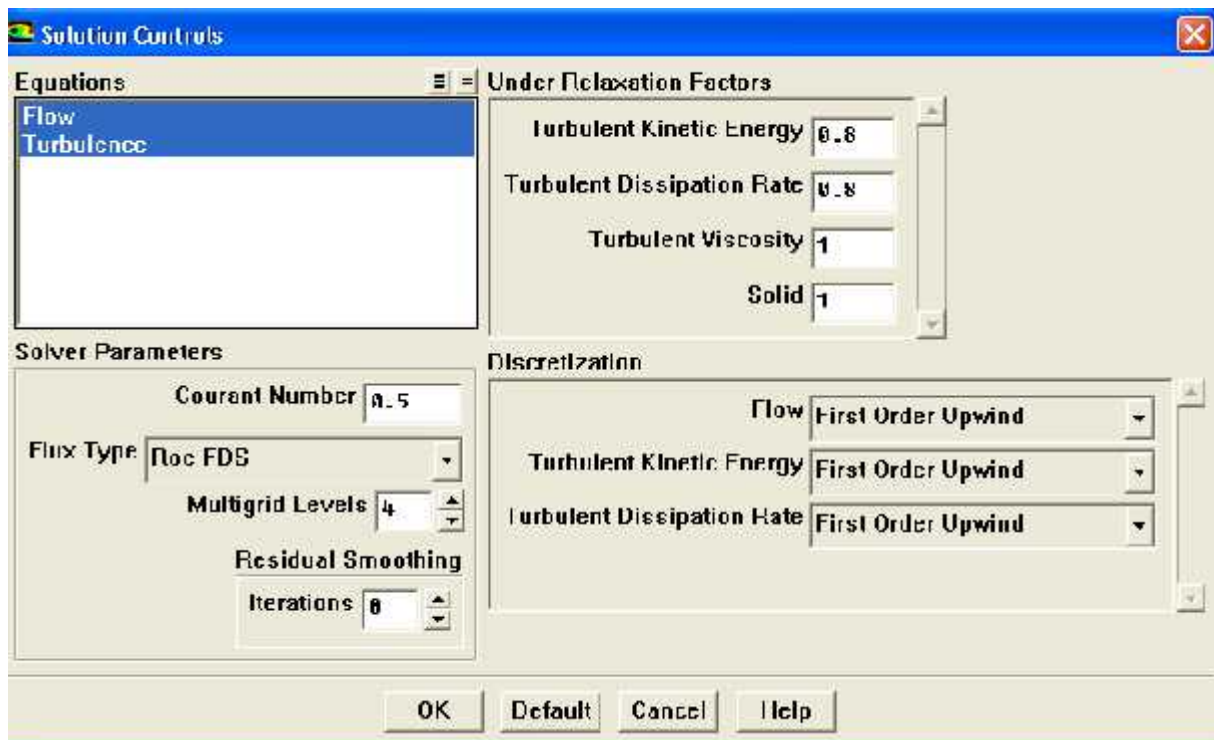 Solution Controls
Equations
Flow
Turbulence
Under Relaxation Factors
Turbulent Kinetic Energy 0.8
Turbulent Dissipation Rate 0.8
Turbulent Viscosity 1
Solid 1
Solver Parameters
Courant Number 0.5
Flux Type Roe FDS
Multigrid Levels 4
Residual Smoothing
Iterations 0
Discretization
Flow First Order Upwind
Turbulent Kinetic Energy First Order Upwind
Turbulent Dissipation Rate First Order Upwind
OK Default Cancel Help